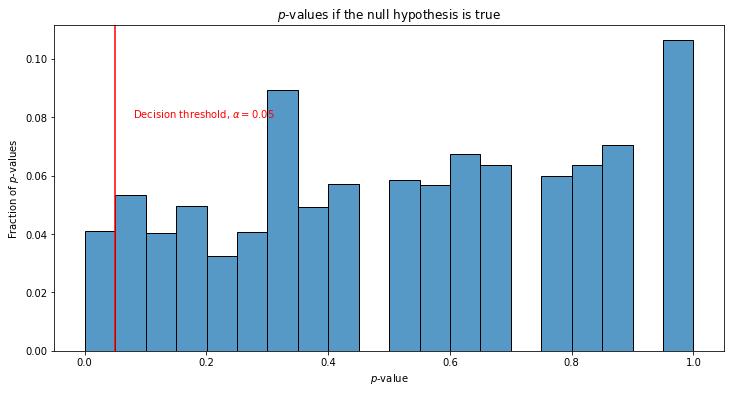 p-values if the null hypothesis is true
0.10
0.08
0.06
0.04
0.02
0.00
Fraction of p-values
Decision threshold, α = 0.05
0.0 0.2 0.4 0.6 0.8 1.0
p-value